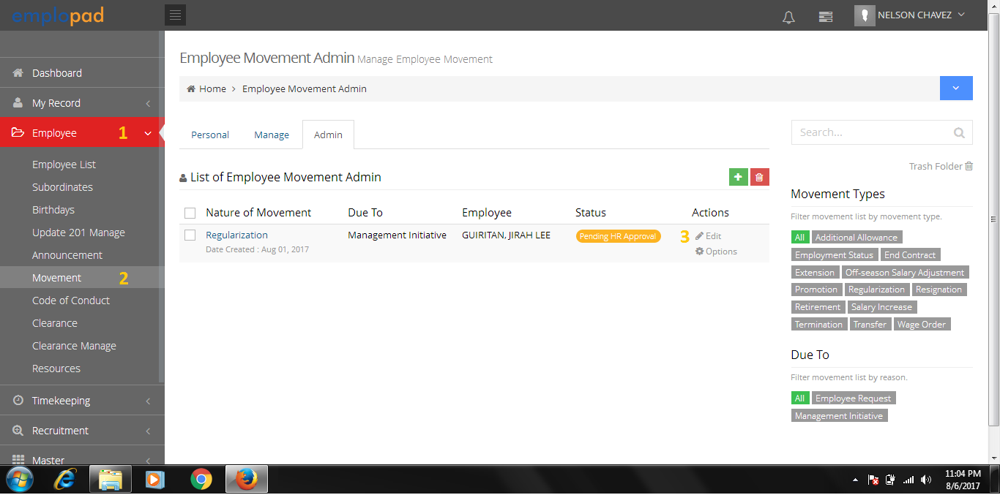 emplopad
NELSON CHAVEZ
Employee Movement Admin Manage Employee Movement
Home > Employee Movement Admin
Dashboard
My Record
Employee 1
Employee List
Subordinates
Birthdays
Update 201 Manage
Announcement
Movement 2
Code of Conduct
Clearance
Clearance Manage
Resources
Timekeeping
Recruitment
Master
Personal Manage Admin
List of Employee Movement Admin
Nature of Movement Due To Employee Status Actions
Regularization Management Initiative GUIRITAN, JIRAH LEE Pending HR Approval 3 Edit
Date Created : Aug 01, 2017 Options
Search...
Trash Folder
Movement Types
Filter movement list by movement type.
All Additional Allowance
Employment Status End Contract
Extension Off-season Salary Adjustment
Promotion Regularization Resignation
Retirement Salary Increase
Termination Transfer Wage Order
Due To
Filter movement list by reason.
All Employee Request
Management Initiative
11:04 PM
8/6/2017